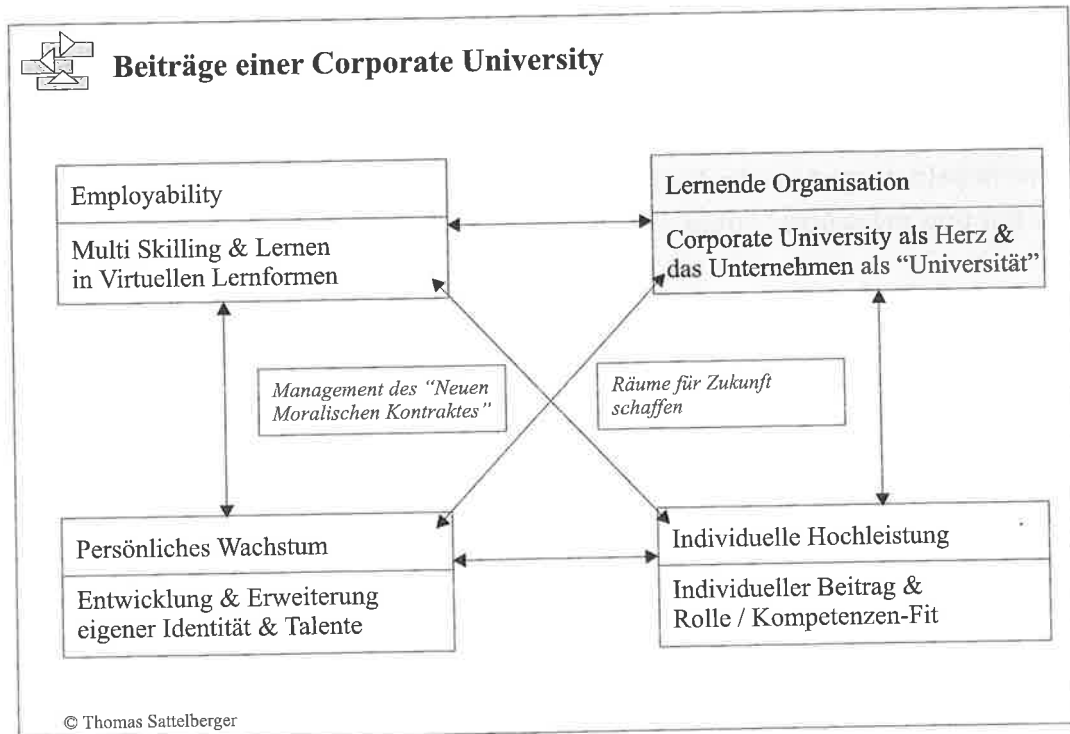 Beiträge einer Corporate University
Employability
Multi Skilling & Lernen
in Virtuellen Lernformen
Lernende Organisation
Corporate University als Herz &
das Unternehmen als “Universität”
Management des “Neuen
Moralischen Kontraktes”
Räume für Zukunft
schaffen
Persönliches Wachstum
Entwicklung & Erweiterung
eigener Identität & Talente
Individuelle Hochleistung
Individueller Beitrag &
Rolle / Kompetenzen-Fit
© Thomas Sattelberger